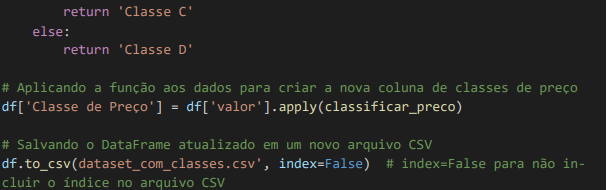 return 'Classe C'
else:
return 'Classe D'
# Aplicando a função aos dados para criar a nova coluna de classes de preço
df['Classe de Preço'] = df['valor'].apply(classificar_preco)
# Salvando o DataFrame atualizado em um novo arquivo CSV
df.to_csv(dataset_com_classes.csv', index=False)  # index=False para não in-
cluir o índice no arquivo CSV